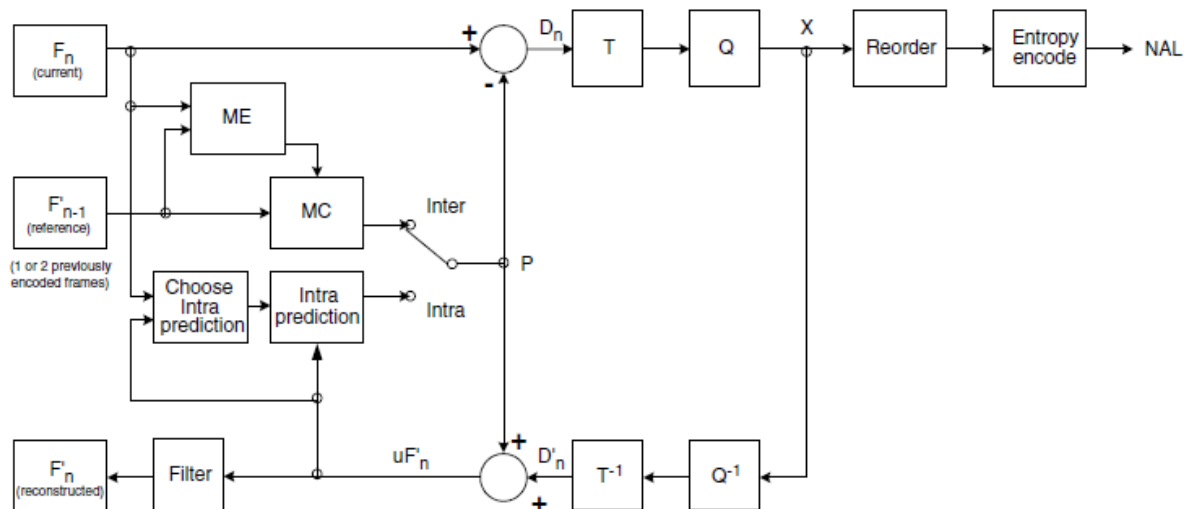 Fn
(current)
+
-
Dn
T
Q
X
Reorder
Entropy
encode
NAL
ME
F'n-1
(reference)
(1 or 2 previously
encoded frames)
MC
Inter
P
Choose
Intra
prediction
Intra
prediction
Intra
F'n
(reconstructed)
Filter
uF'n
+
+
D'n
T-1
Q-1